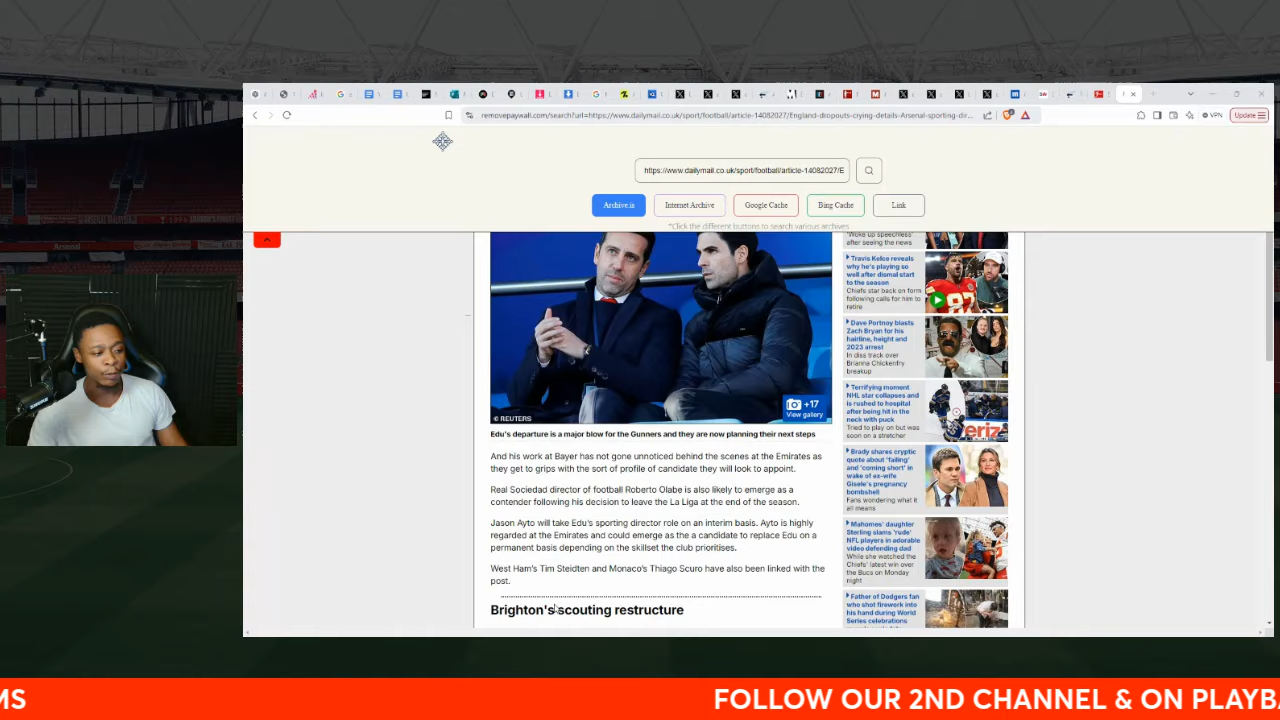 Update
removepaywall.com/search?url=https://www.dailymail.co.uk/sport/football/article-14082027/England-dropouts-crying-details-Arsenal-sporting-dir...
VPN
https://www.dailymail.co.uk/sport/football/article-14082027/E
Archive.is
Internet Archive
Google Cache
Bing Cache
Link
*Click the different buttons to search various archives
© REUTERS
+17
View gallery
Edu's departure is a major blow for the Gunners and they are now planning their next steps
And his work at Bayer has not gone unnoticed behind the scenes at the Emirates as
they get to grips with the sort of profile of candidate they will look to appoint.
Real Sociedad director of football Roberto Olabe is also likely to emerge as a
contender following his decision to leave the La Liga at the end of the season.
Jason Ayto will take Edu's sporting director role on an interim basis. Ayto is highly
regarded at the Emirates and could emerge as the a candidate to replace Edu on a
permanent basis depending on the skillset the club prioritises.
West Ham's Tim Steidten and Monaco's Thiago Scuro have also been linked with the
post.
Brighton's scouting restructure
'Woke up speechless'
after seeing the news
Travis Kelce reveals
why he's playing so
well after dismal start
to the season
Chiefs star back on form
following calls for him to
retire
Dave Portnoy blasts
Zach Bryan for his
hairline, height and
2023 arrest
In diss track over
Brianna Chickenfry
breakup
Terrifying moment
NHL star collapses and
is rushed to hospital
after being hit in the
neck with puck
Tried to play on but was
soon on a stretcher
eriz
Brady shares cryptic
quote about 'failing'
and 'coming short' in
wake of ex-wife
Gisele's pregnancy
bombshell
Fans wondering what it
all means
Mahomes' daughter
Sterling slams 'rude'
NFL players in adorable
video defending dad
While she watched the
Chiefs' latest win over
the Bucs on Monday
night
Father of Dodgers fan
who shot firework into
his hand during World
Series celebrations
MS
FOLLOW OUR 2ND CHANNEL & ON PLAYBA